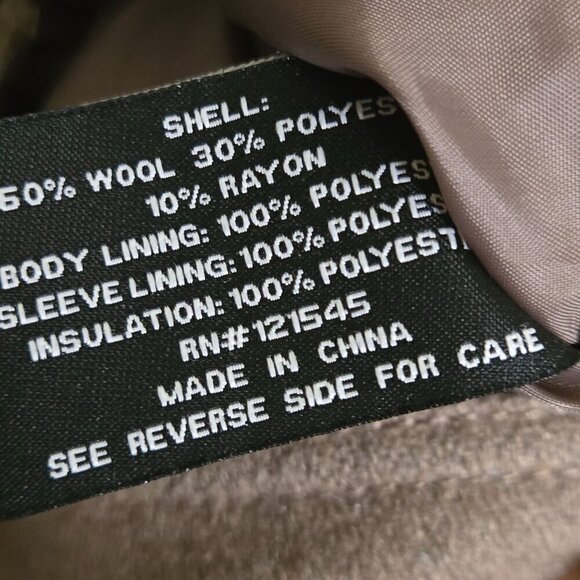 SHELL:
60% WOOL 30% POLYES
10% RAYON
BODY LINING: 100% POLYES
SLEEVE LINING: 100% POLYES
INSULATION: 100% POLYESTE
RN# 121545
MADE IN CHINA
SEE REVERSE SIDE FOR CARE